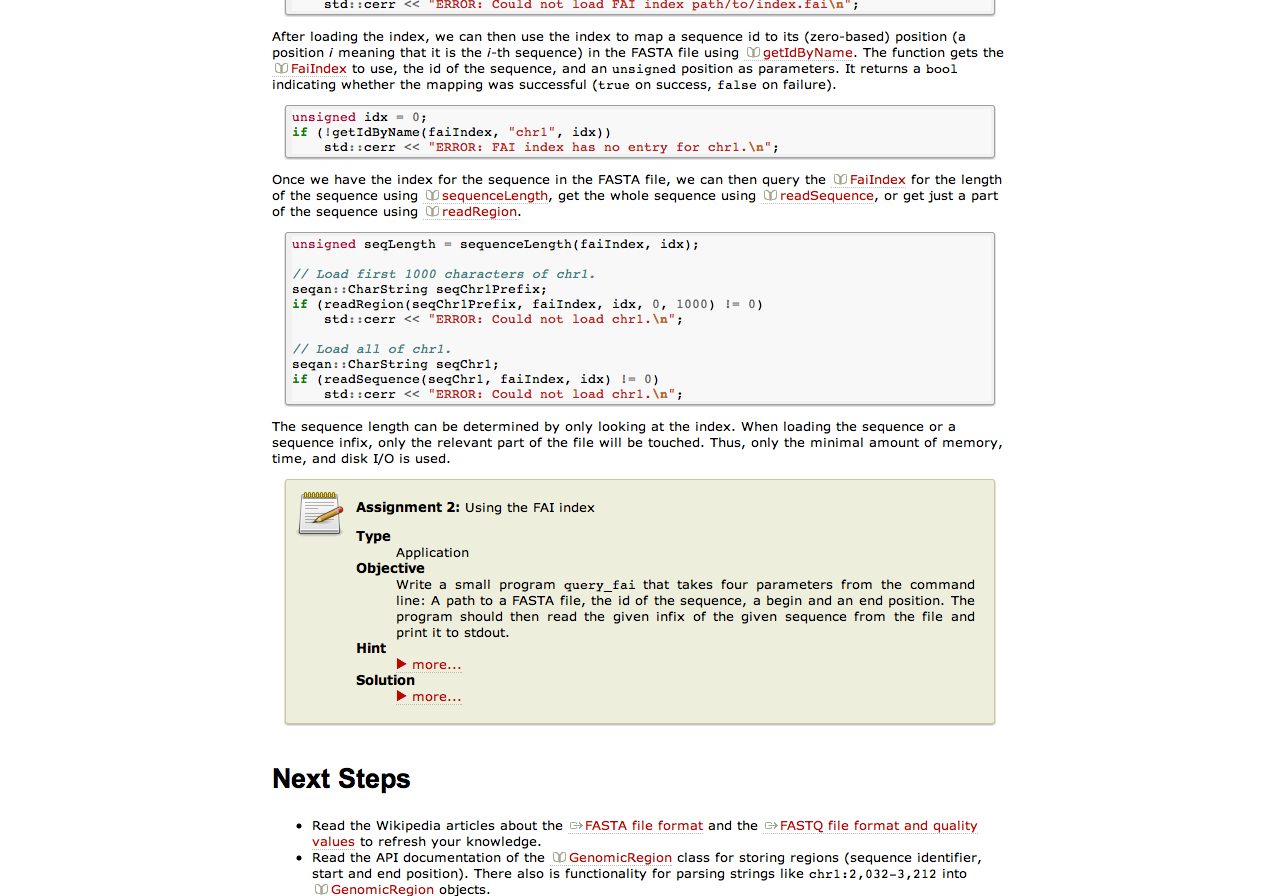 std::cerr << "ERROR: Could not load FAI index path/to/index.fai\n";
After loading the index, we can then use the index to map a sequence id to its (zero-based) position (a
position i meaning that it is the i-th sequence) in the FASTA file using getIdByName. The function gets the
FaiIndex to use, the id of the sequence, and an unsigned position as parameters. It returns a bool
indicating whether the mapping was successful (true on success, false on failure).
unsigned idx = 0;
if (!getIdByName(faiIndex, "chr1", idx))
    std::cerr << "ERROR: FAI index has no entry for chr1.\n";
Once we have the index for the sequence in the FASTA file, we can then query the FaiIndex for the length
of the sequence using sequenceLength, get the whole sequence using readSequence, or get just a part
of the sequence using readRegion.
unsigned seqLength = sequenceLength(faiIndex, idx);
// Load first 1000 characters of chr1.
seqan::CharString seqChr1Prefix;
if (readRegion(seqChr1Prefix, faiIndex, idx, 0, 1000) != 0)
    std::cerr << "ERROR: Could not load chr1.\n";
// Load all of chr1.
seqan::CharString seqChr1;
if (readSequence(seqChr1, faiIndex, idx) != 0)
    std::cerr << "ERROR: Could not load chr1.\n";
The sequence length can be determined by only looking at the index. When loading the sequence or a
sequence infix, only the relevant part of the file will be touched. Thus, only the minimal amount of memory,
time, and disk I/O is used.
Assignment 2: Using the FAI index
Type
Application
Objective
Write a small program query_fai that takes four parameters from the command
line: A path to a FASTA file, the id of the sequence, a begin and an end position. The
program should then read the given infix of the given sequence from the file and
print it to stdout.
Hint
more...
Solution
more...
Next Steps
• Read the Wikipedia articles about the FASTA file format and the FASTQ file format and quality
values to refresh your knowledge.
• Read the API documentation of the GenomicRegion class for storing regions (sequence identifier,
start and end position). There also is functionality for parsing strings like chr1:2,032-3,212 into
GenomicRegion objects.